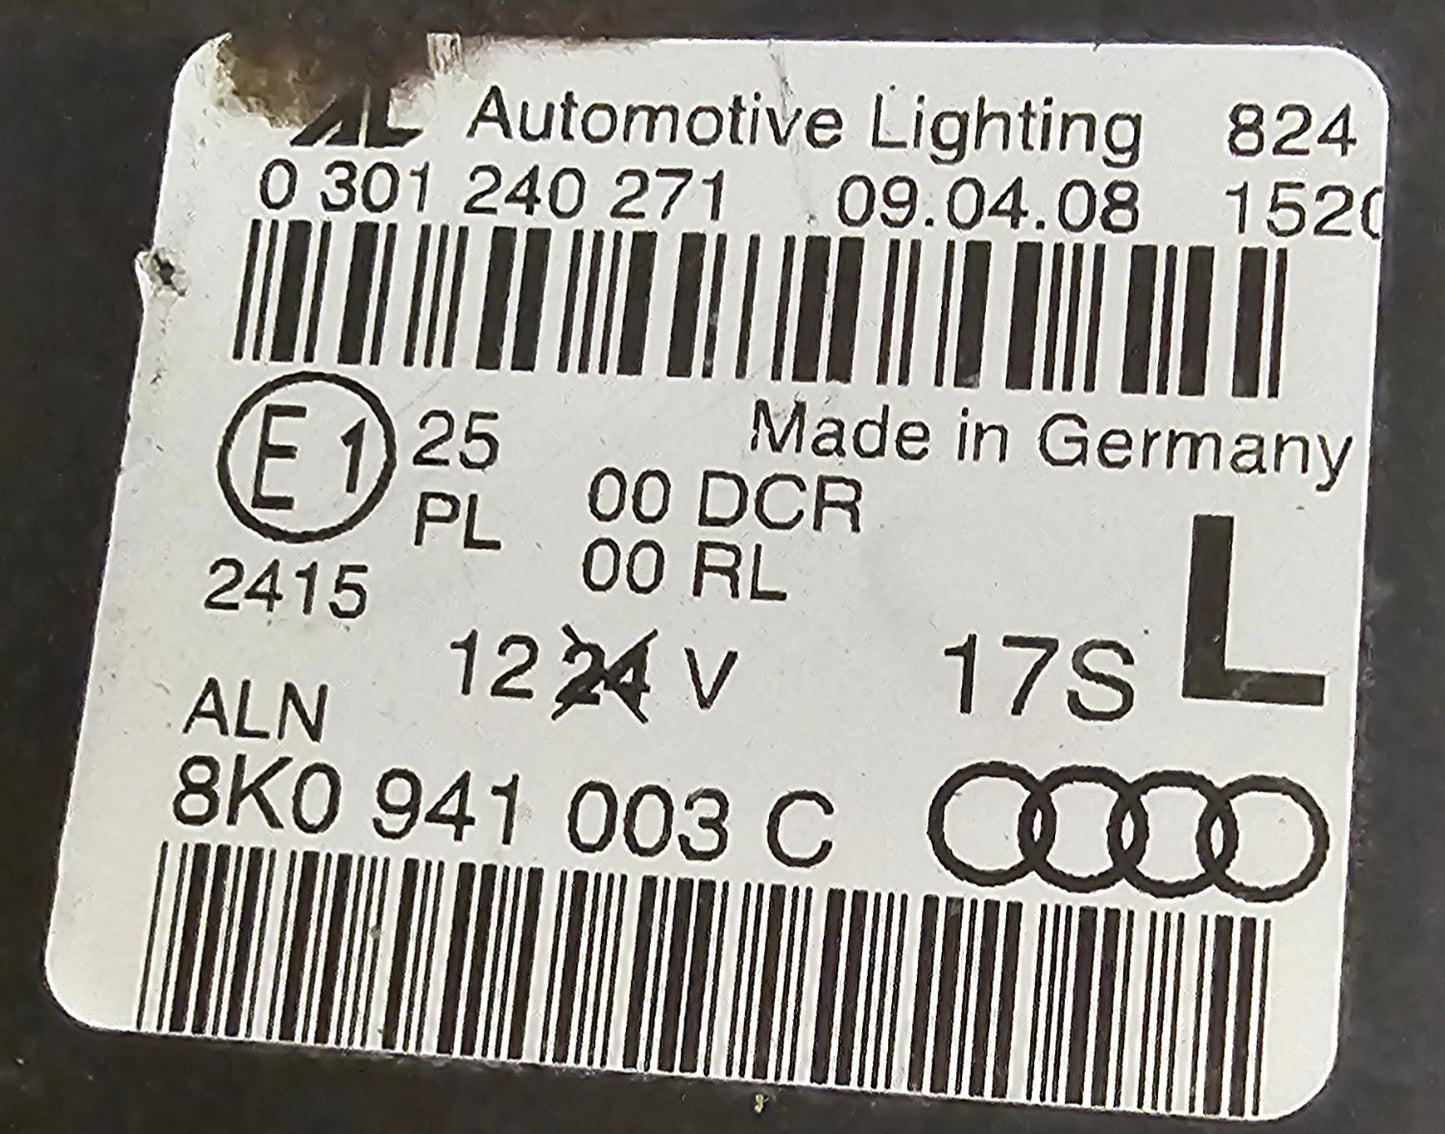 AL Automotive Lighting 824
0 301 240 271 09.04.08 1520
E1 25 Made in Germany
PL 00 DCR
2415 00 RL
L
12 24 V 17S
ALN
8K0 941 003 C